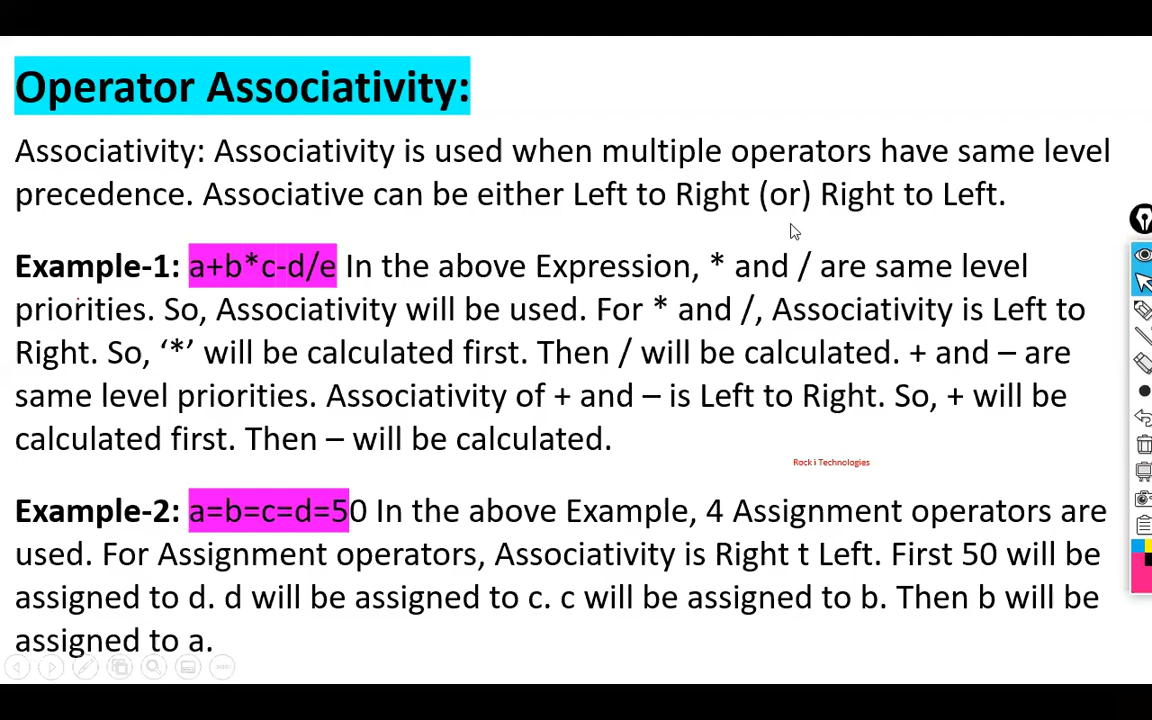 Operator Associativity:
Associativity: Associativity is used when multiple operators have same level
precedence. Associative can be either Left to Right (or) Right to Left.
Example-1: a+b*c-d/e In the above Expression, * and / are same level
priorities. So, Associativity will be used. For * and /, Associativity is Left to
Right. So, ‘*’ will be calculated first. Then / will be calculated. + and – are
same level priorities. Associativity of + and – is Left to Right. So, + will be
calculated first. Then – will be calculated.
Rock i Technologies
Example-2: a=b=c=d=50 In the above Example, 4 Assignment operators are
used. For Assignment operators, Associativity is Right t Left. First 50 will be
assigned to d. d will be assigned to c. c will be assigned to b. Then b will be
assigned to a.